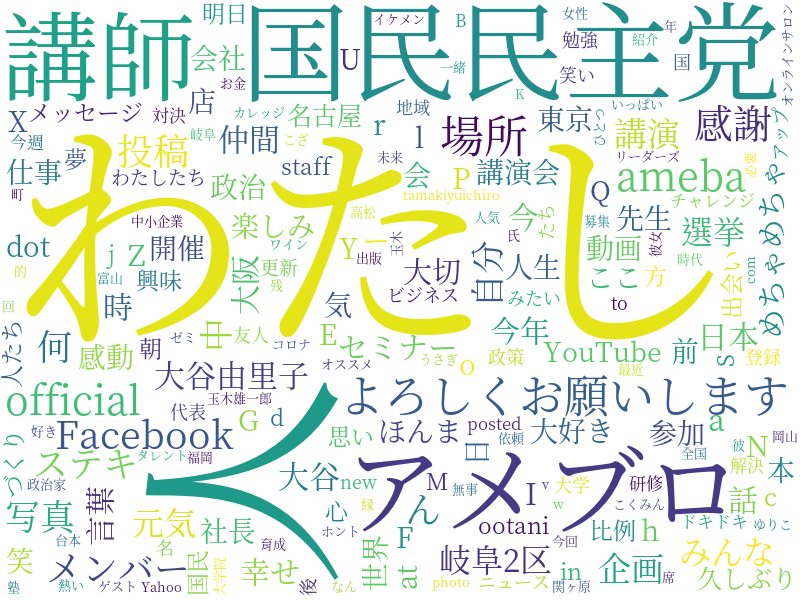 イケメン
女性
明日
B
年
オンラインサロン
講師
国民民主党
勉強
紹介
会社
U
一緒
笑い
国
お金
K
X
メッセージ
対決
店
カレッジ
名古屋
地域
いっぱい
今週
岐阜
仲間
r
l
場所
東京
ひとつ
講演
感謝
アップ
仕事
夢
投稿
こざ
未来
リーダーズ
必要
町
わたしたち
政治
staff
会
P
講演会
ameba
めちゃめちゃ
tamakiyuichiro
チャレンジ
わたし
中小企業
楽しみ
高松
人気
Q
先生
募集
今
たち
選挙
dot
j
Z
開催
ワイン
Y
ー
玉木
氏
動画
彼女
出会い
的
富山
興味
大阪
更新
出版
大切
自分
人生
ここ
方
時代
com
時
残
ビジネス
みたい
to
回
何
中
友人
気
E
セミナー
今年
日本
人たち
感動
朝
ゼミ
コロナ
うさぎ
o
政策
YouTube
前
s
登録
大谷由里子
オススメ
最近
official
代表
玉木雄一郎
く
よろしくお願いします
Facebook
G
d
思い
ほんま
posted
日
依頼
大好き
参加
a
N
彼
全国
岡山
づくり
好き
タレント
福岡
ステキ
政治家
大谷
new
アメブロ
M
I
v
大学
研修
解決
本
写真
言葉
元気
社長
心
縁
無事
ん
w
こくみん
話
c
F
ootani
比例
h
ドキドキ
ゆりこ
笑
台本
名
育成
ホント
世界
岐阜2区
今回
みんな
メンバー
国民
幸せ
at
in
企画
久しぶり
塾
熱い
ゲスト
Yahoo
大学院
後
なん
photo
ニュース
関ヶ原
席